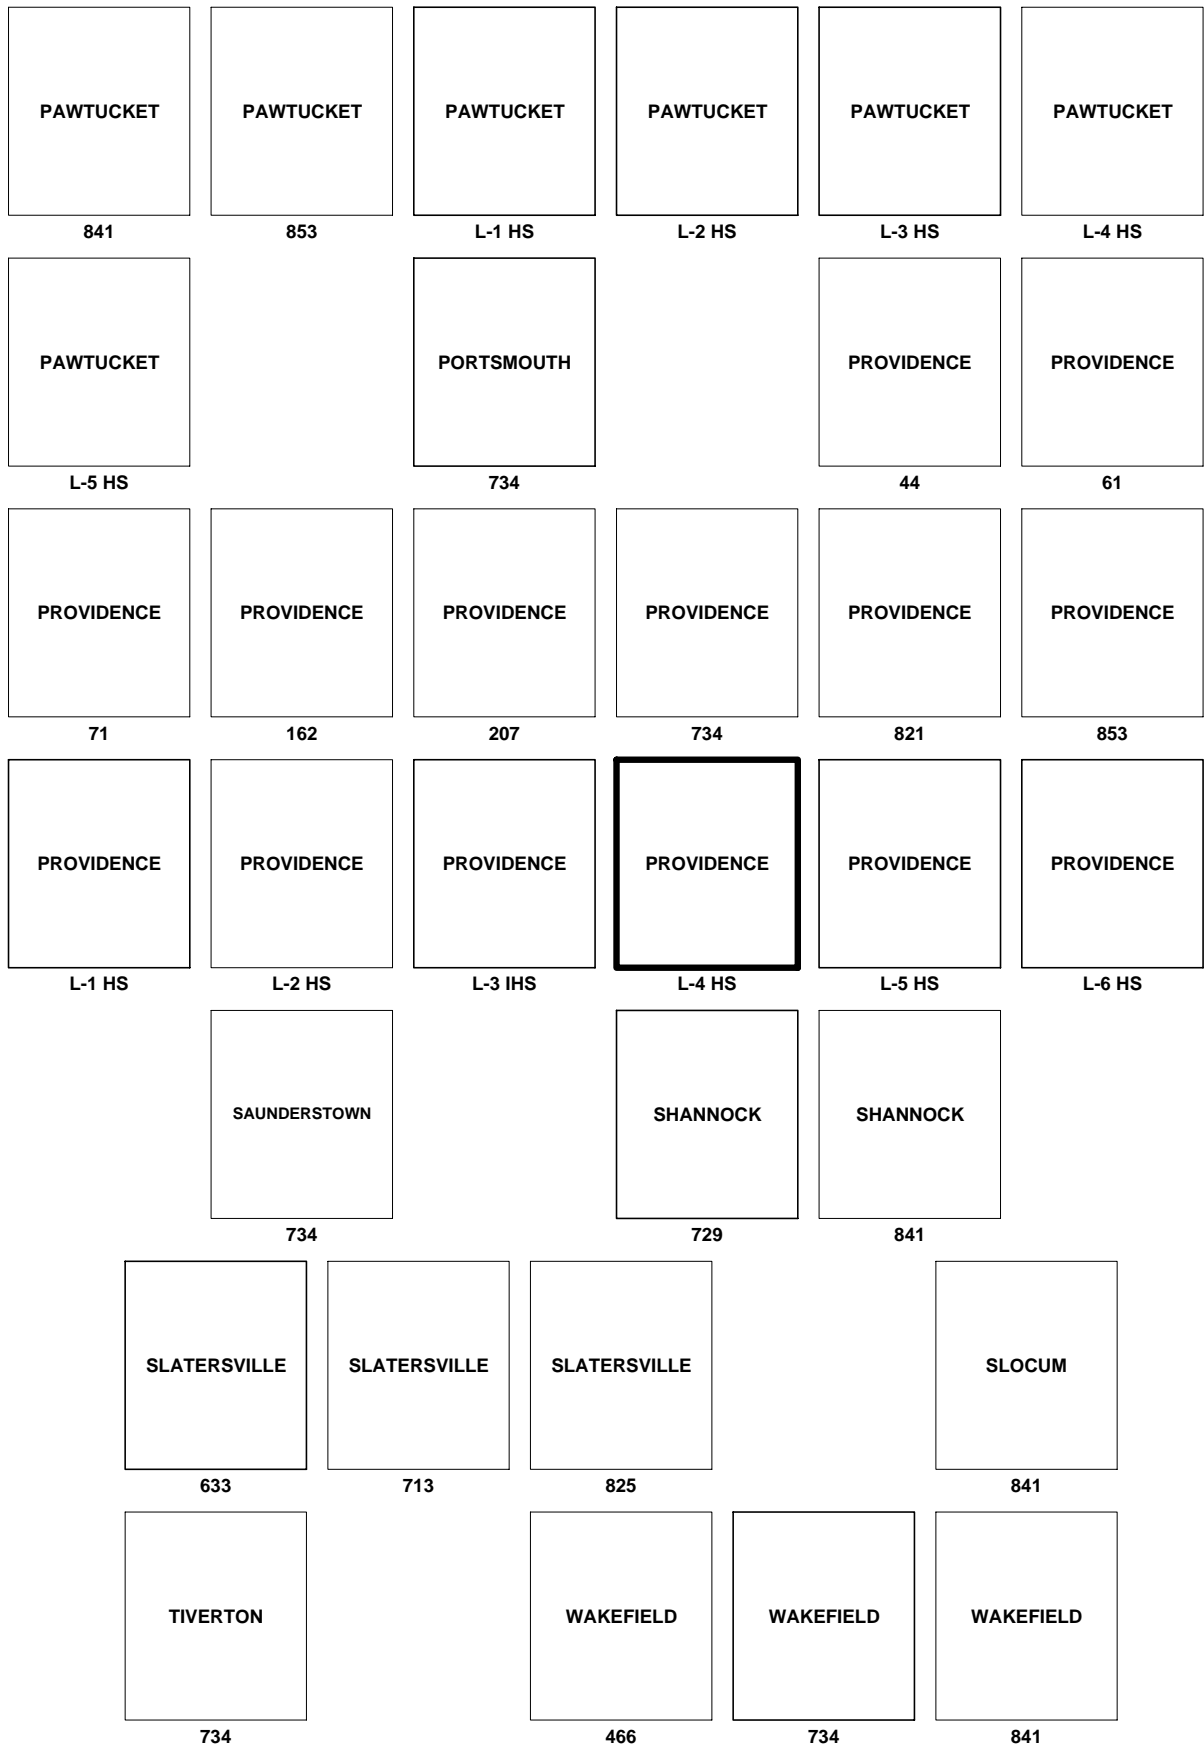 PAWTUCKET PAWTUCKET PAWTUCKET PAWTUCKET PAWTUCKET PAWTUCKET
841 853 L-1 HS L-2 HS L-3 HS L-4 HS
PAWTUCKET PORTSMOUTH PROVIDENCE PROVIDENCE
L-5 HS 734 44 61
PROVIDENCE PROVIDENCE PROVIDENCE PROVIDENCE PROVIDENCE PROVIDENCE
71 162 207 734 821 853
PROVIDENCE PROVIDENCE PROVIDENCE PROVIDENCE PROVIDENCE PROVIDENCE
L-1 HS L-2 HS L-3 IHS L-4 HS L-5 HS L-6 HS
SAUNDERSTOWN SHANNOCK SHANNOCK
734 729 841
SLATERSVILLE SLATERSVILLE SLATERSVILLE SLOCUM
633 713 825 841
TIVERTON WAKEFIELD WAKEFIELD WAKEFIELD
734 466 734 841